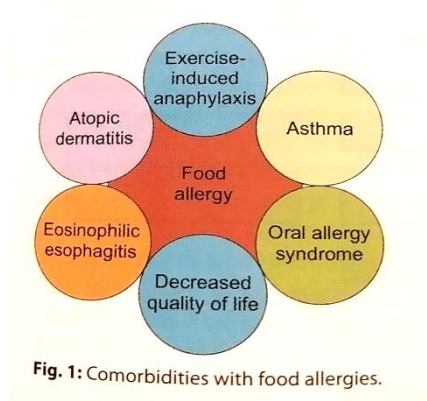 Exercise-
induced
anaphylaxis
Asthma
Oral allergy
syndrome
Decreased
quality of life
Eosinophilic
esophagitis
Atopic
dermatitis
Food
allergy
Fig. 1: Comorbidities with food allergies.